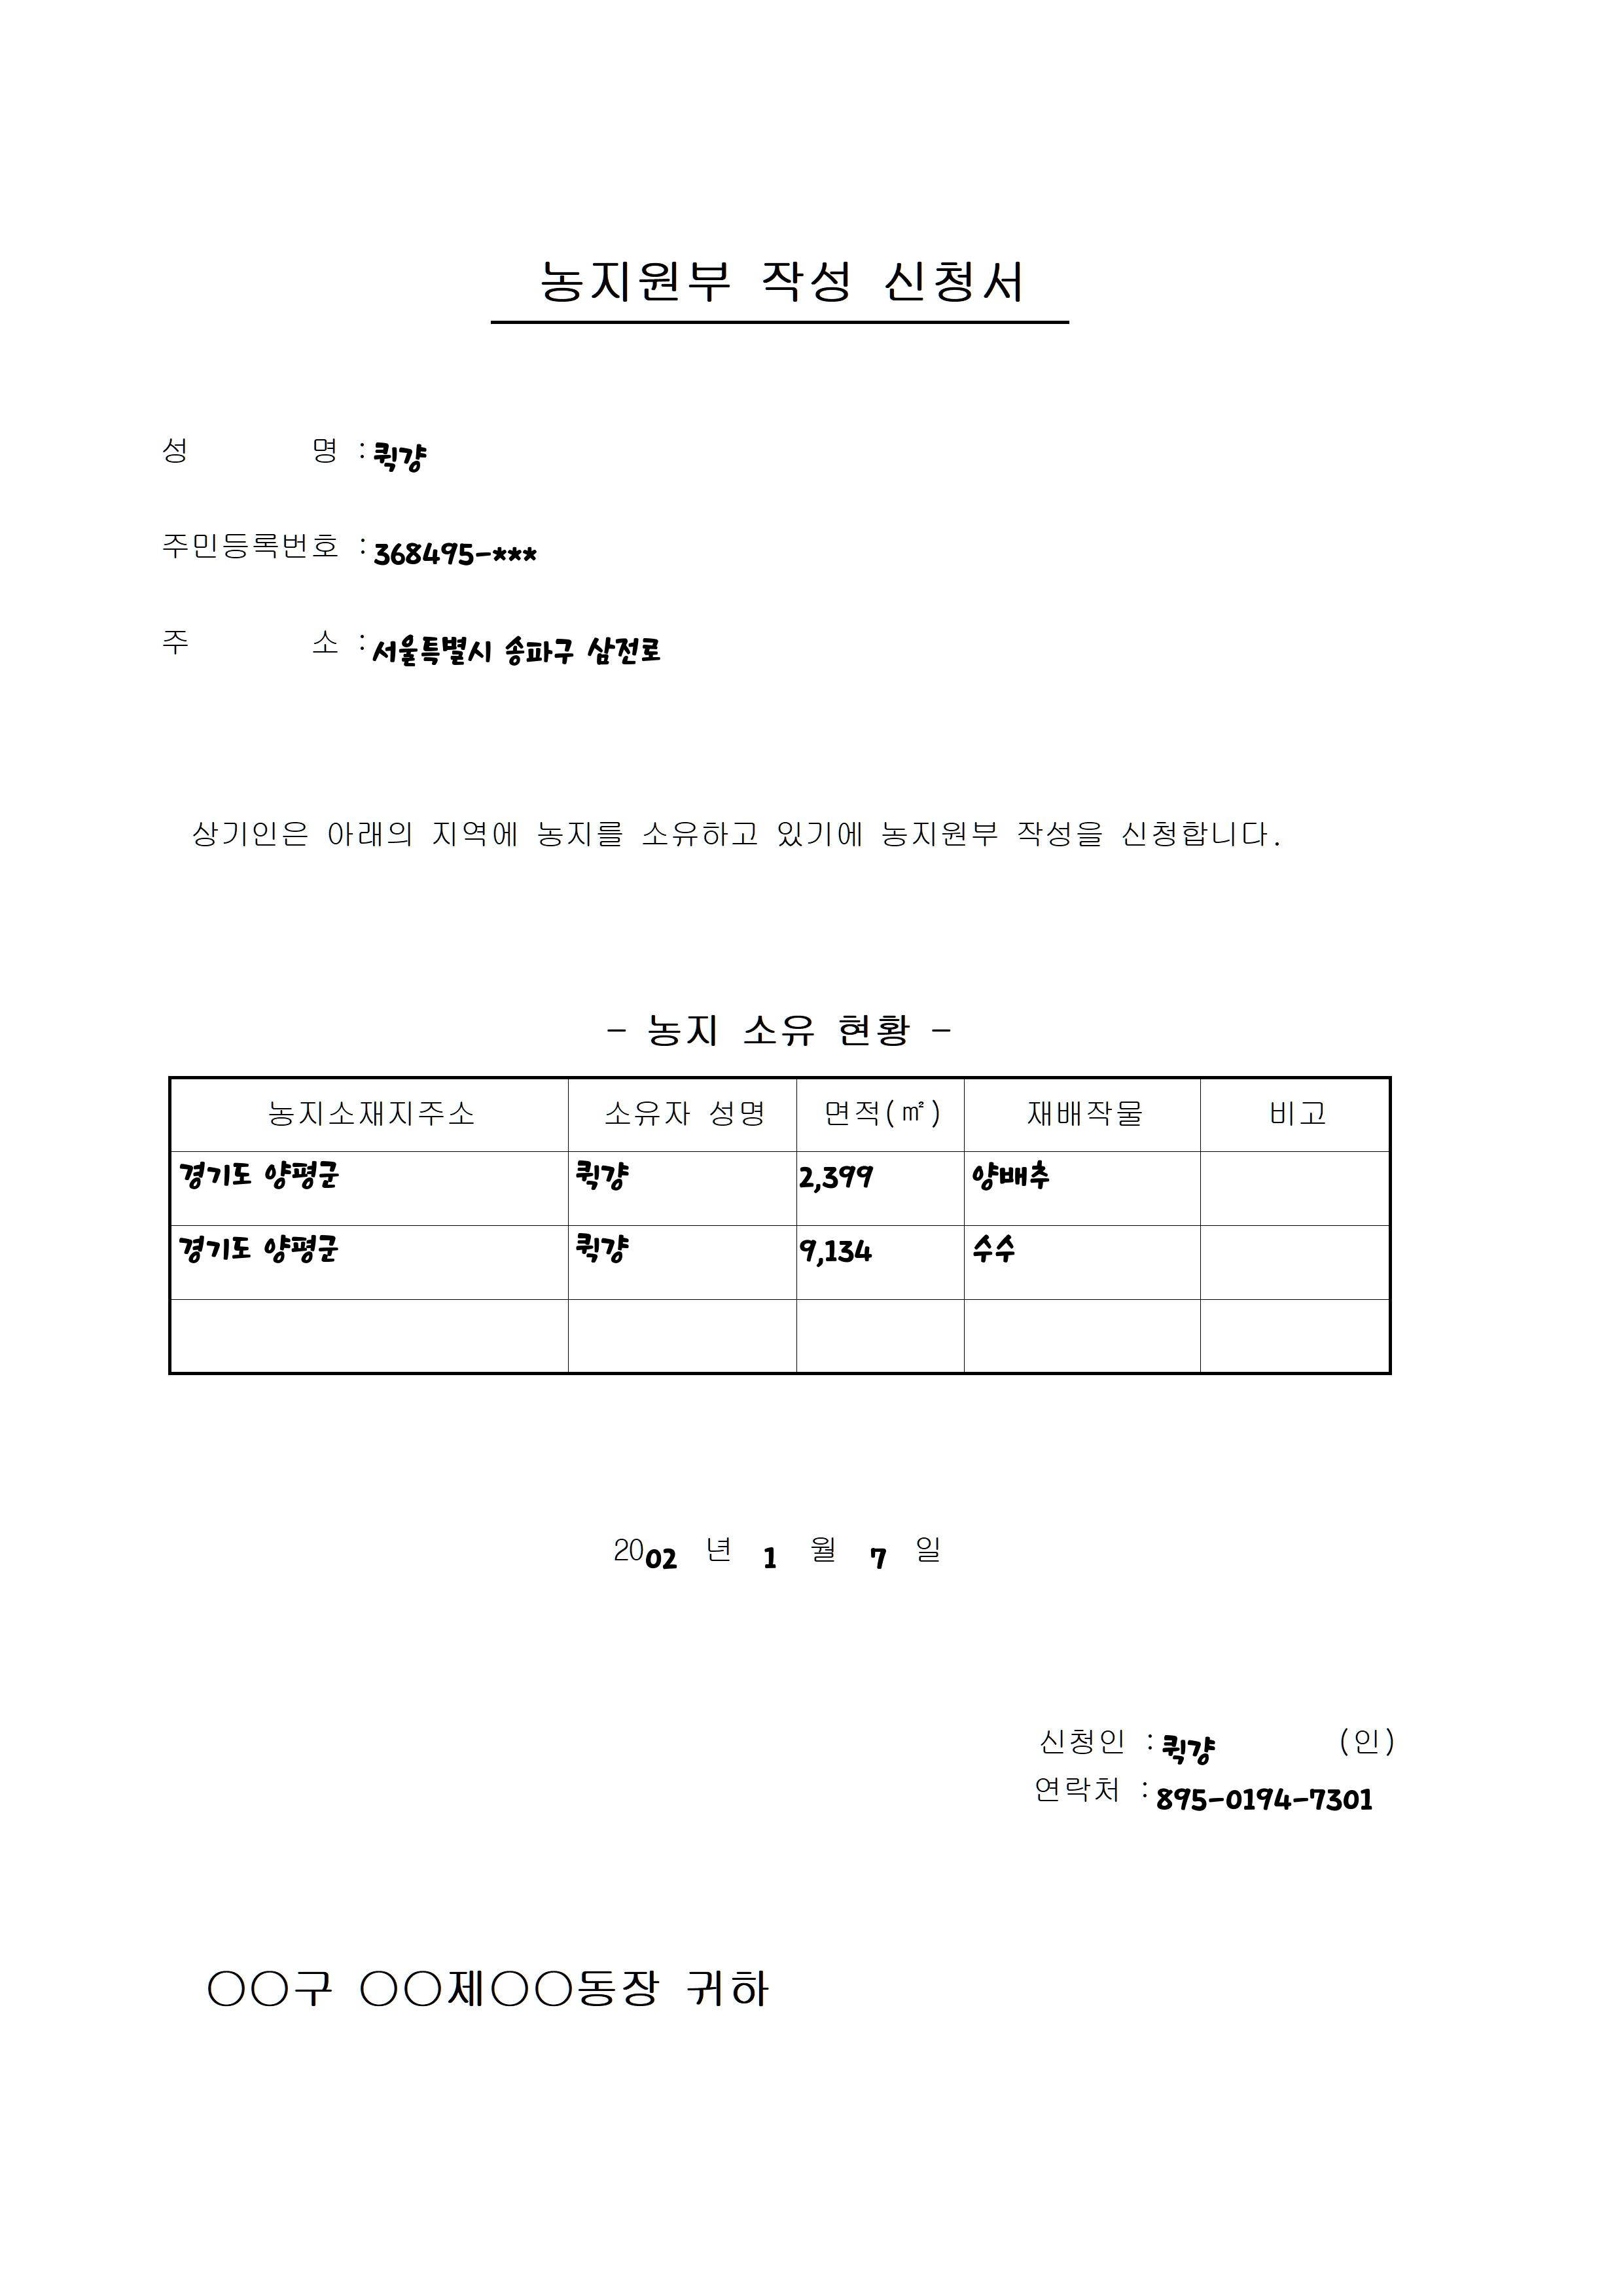 농지원부 작성 신청서
성 명 : 퀵걍
주민등록번호 : 368495-***
주 소 : 서울특별시 송파구 삼전로
상기인은 아래의 지역에 농지를 소유하고 있기에 농지원부 작성을 신청합니다.
- 농지 소유 현황 -
농지소재지주소 소유자 성명 면적(㎡) 재배작물 비고
경기도 양평군 퀵걍 2,399 양배추
경기도 양평군 퀵걍 9,134 수수
2002 년 1 월 7 일
신청인 : 퀵걍 (인)
연락처 : 895-0194-7301
○○구 ○○제○○동장 귀하